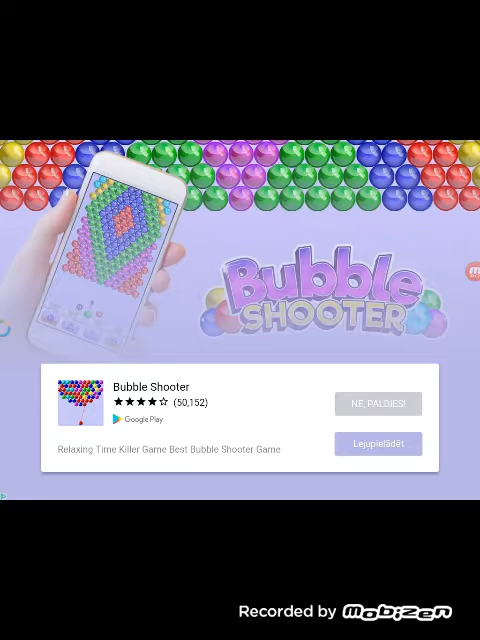 Bubble
SHOOTER
Bubble Shooter
(50,152)
Google Play
NE, PALDIES!
Relaxing Time Killer Game Best Bubble Shooter Game
Lejupielādēt
Recorded by MOBIZEN